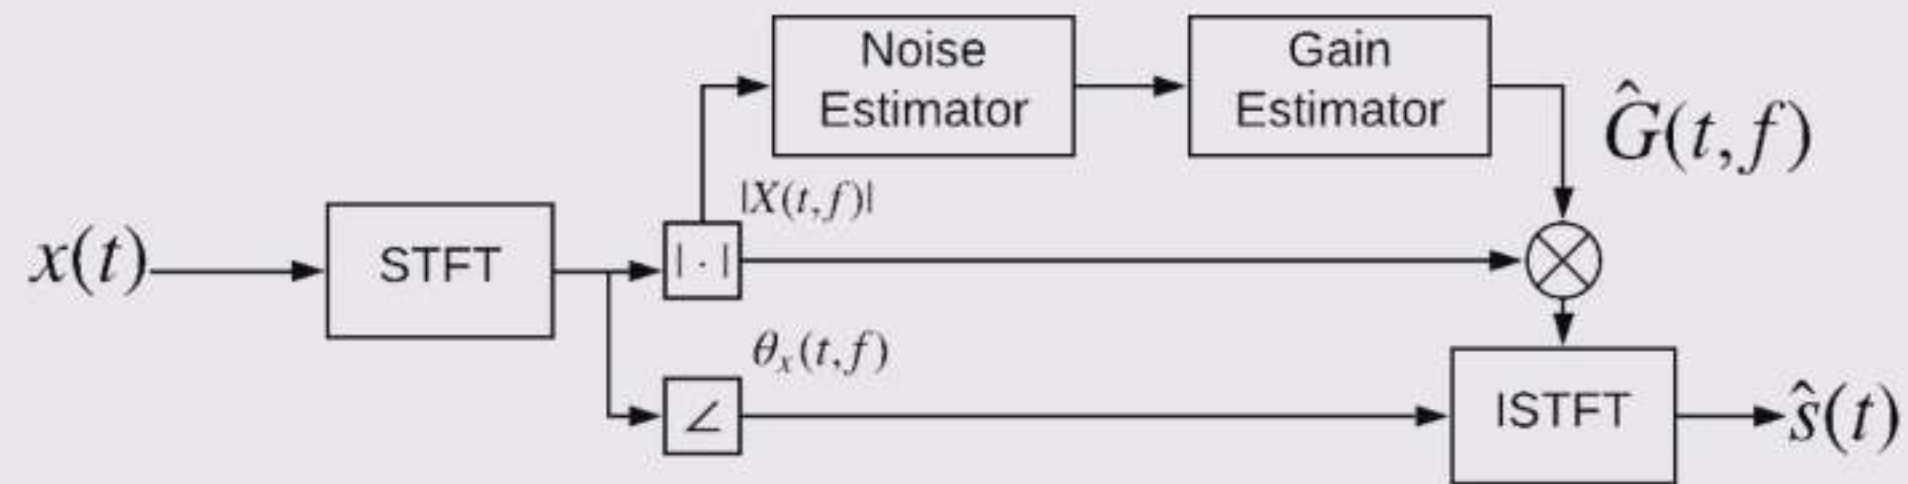 Noise
Estimator
Gain
Estimator
Ĝ(t,f)
|X(t,f)|
x(t)
STFT
|·|
θₓ(t,f)
∠
ISTFT
ŝ(t)